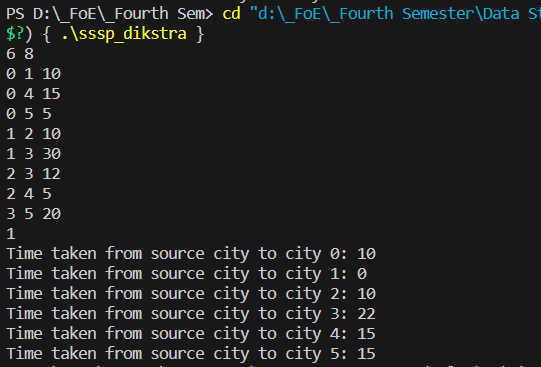 PS D:\_FoE\_Fourth Sem> cd "d:\_FoE\_Fourth Semester\Data St
$?) { .\sssp_dikstra }
6 8
0 1 10
0 4 15
0 5 5
1 2 10
1 3 30
2 3 12
2 4 5
3 5 20
1
Time taken from source city to city 0: 10
Time taken from source city to city 1: 0
Time taken from source city to city 2: 10
Time taken from source city to city 3: 22
Time taken from source city to city 4: 15
Time taken from source city to city 5: 15